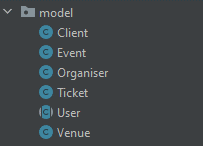 model
Client
Event
Organiser
Ticket
User
Venue